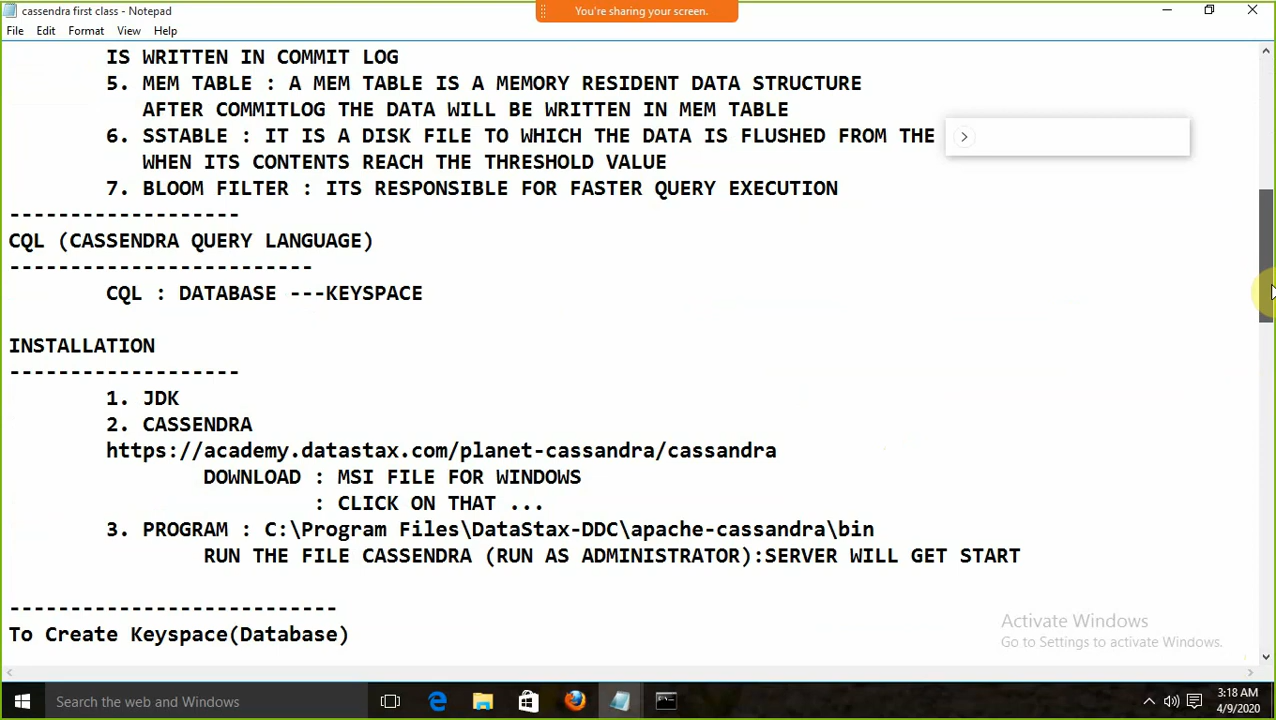 cassendra first class - Notepad
You're sharing your screen.
File Edit Format View Help
IS WRITTEN IN COMMIT LOG
5. MEM TABLE : A MEM TABLE IS A MEMORY RESIDENT DATA STRUCTURE
AFTER COMMITLOG THE DATA WILL BE WRITTEN IN MEM TABLE
6. SSTABLE : IT IS A DISK FILE TO WHICH THE DATA IS FLUSHED FROM THE
WHEN ITS CONTENTS REACH THE THRESHOLD VALUE
7. BLOOM FILTER : ITS RESPONSIBLE FOR FASTER QUERY EXECUTION
-------------------
CQL (CASSENDRA QUERY LANGUAGE)
-------------------------
CQL : DATABASE ---KEYSPACE
INSTALLATION
-------------------
1. JDK
2. CASSENDRA
https://academy.datastax.com/planet-cassandra/cassandra
DOWNLOAD : MSI FILE FOR WINDOWS
: CLICK ON THAT ...
3. PROGRAM : C:\Program Files\DataStax-DDC\apache-cassandra\bin
RUN THE FILE CASSENDRA (RUN AS ADMINISTRATOR):SERVER WILL GET START
---------------------------
To Create Keyspace(Database)
Activate Windows
Go to Settings to activate Windows.
Search the web and Windows
3:18 AM
4/9/2020